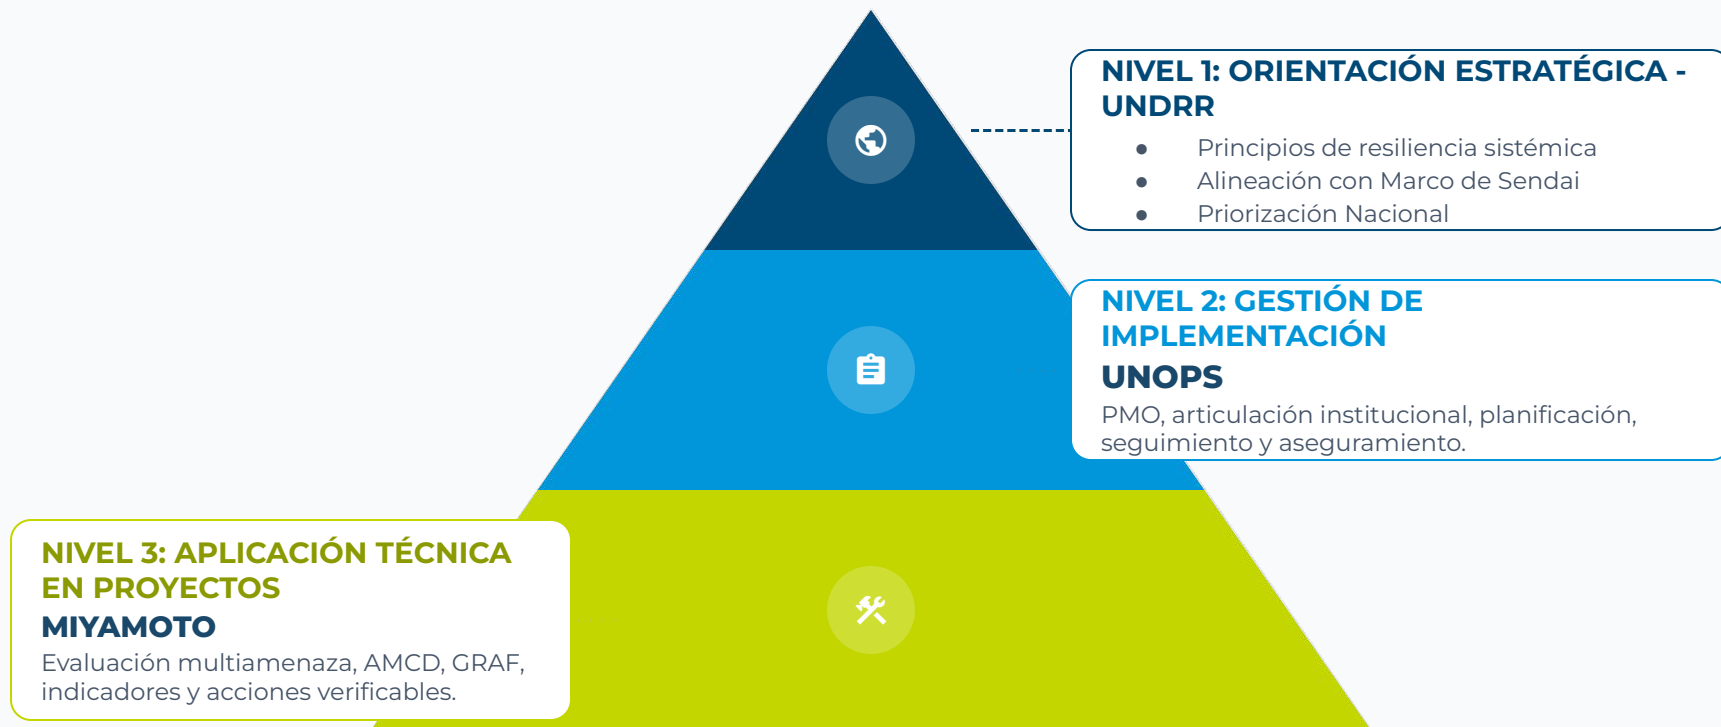 NIVEL 1: ORIENTACIÓN ESTRATÉGICA -
UNDRR
● Principios de resiliencia sistémica
● Alineación con Marco de Sendai
● Priorización Nacional
NIVEL 2: GESTIÓN DE
IMPLEMENTACIÓN
UNOPS
PMO, articulación institucional, planificación,
seguimiento y aseguramiento.
NIVEL 3: APLICACIÓN TÉCNICA
EN PROYECTOS
MIYAMOTO
Evaluación multiamenaza, AMCD, GRAF,
indicadores y acciones verificables.